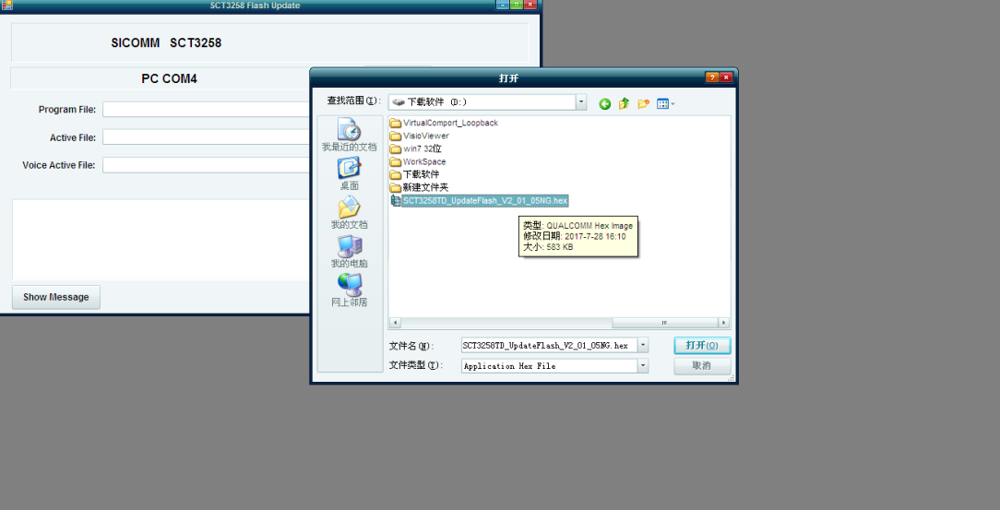 SCT3258 Flash Update
SICOMM SCT3258
PC COM4
Program File:
Active File:
Voice Active File:
Show Message
打开
查找范围(I):
下载软件 (D:)
我最近的文档
桌面
我的文档
我的电脑
网上邻居
VirtualComport_Loopback
VisioViewer
win7 32位
WorkSpace
下载软件
新建文件夹
SCT3258TD_UpdateFlash_V2_01_05NG.hex
类型: QUALCOMM Hex Image
修改日期: 2017-7-28 16:10
大小: 583 KB
文件名(N):
SCT3258TD_UpdateFlash_V2_01_05NG.hex
打开(O)
文件类型(T):
Application Hex File
取消